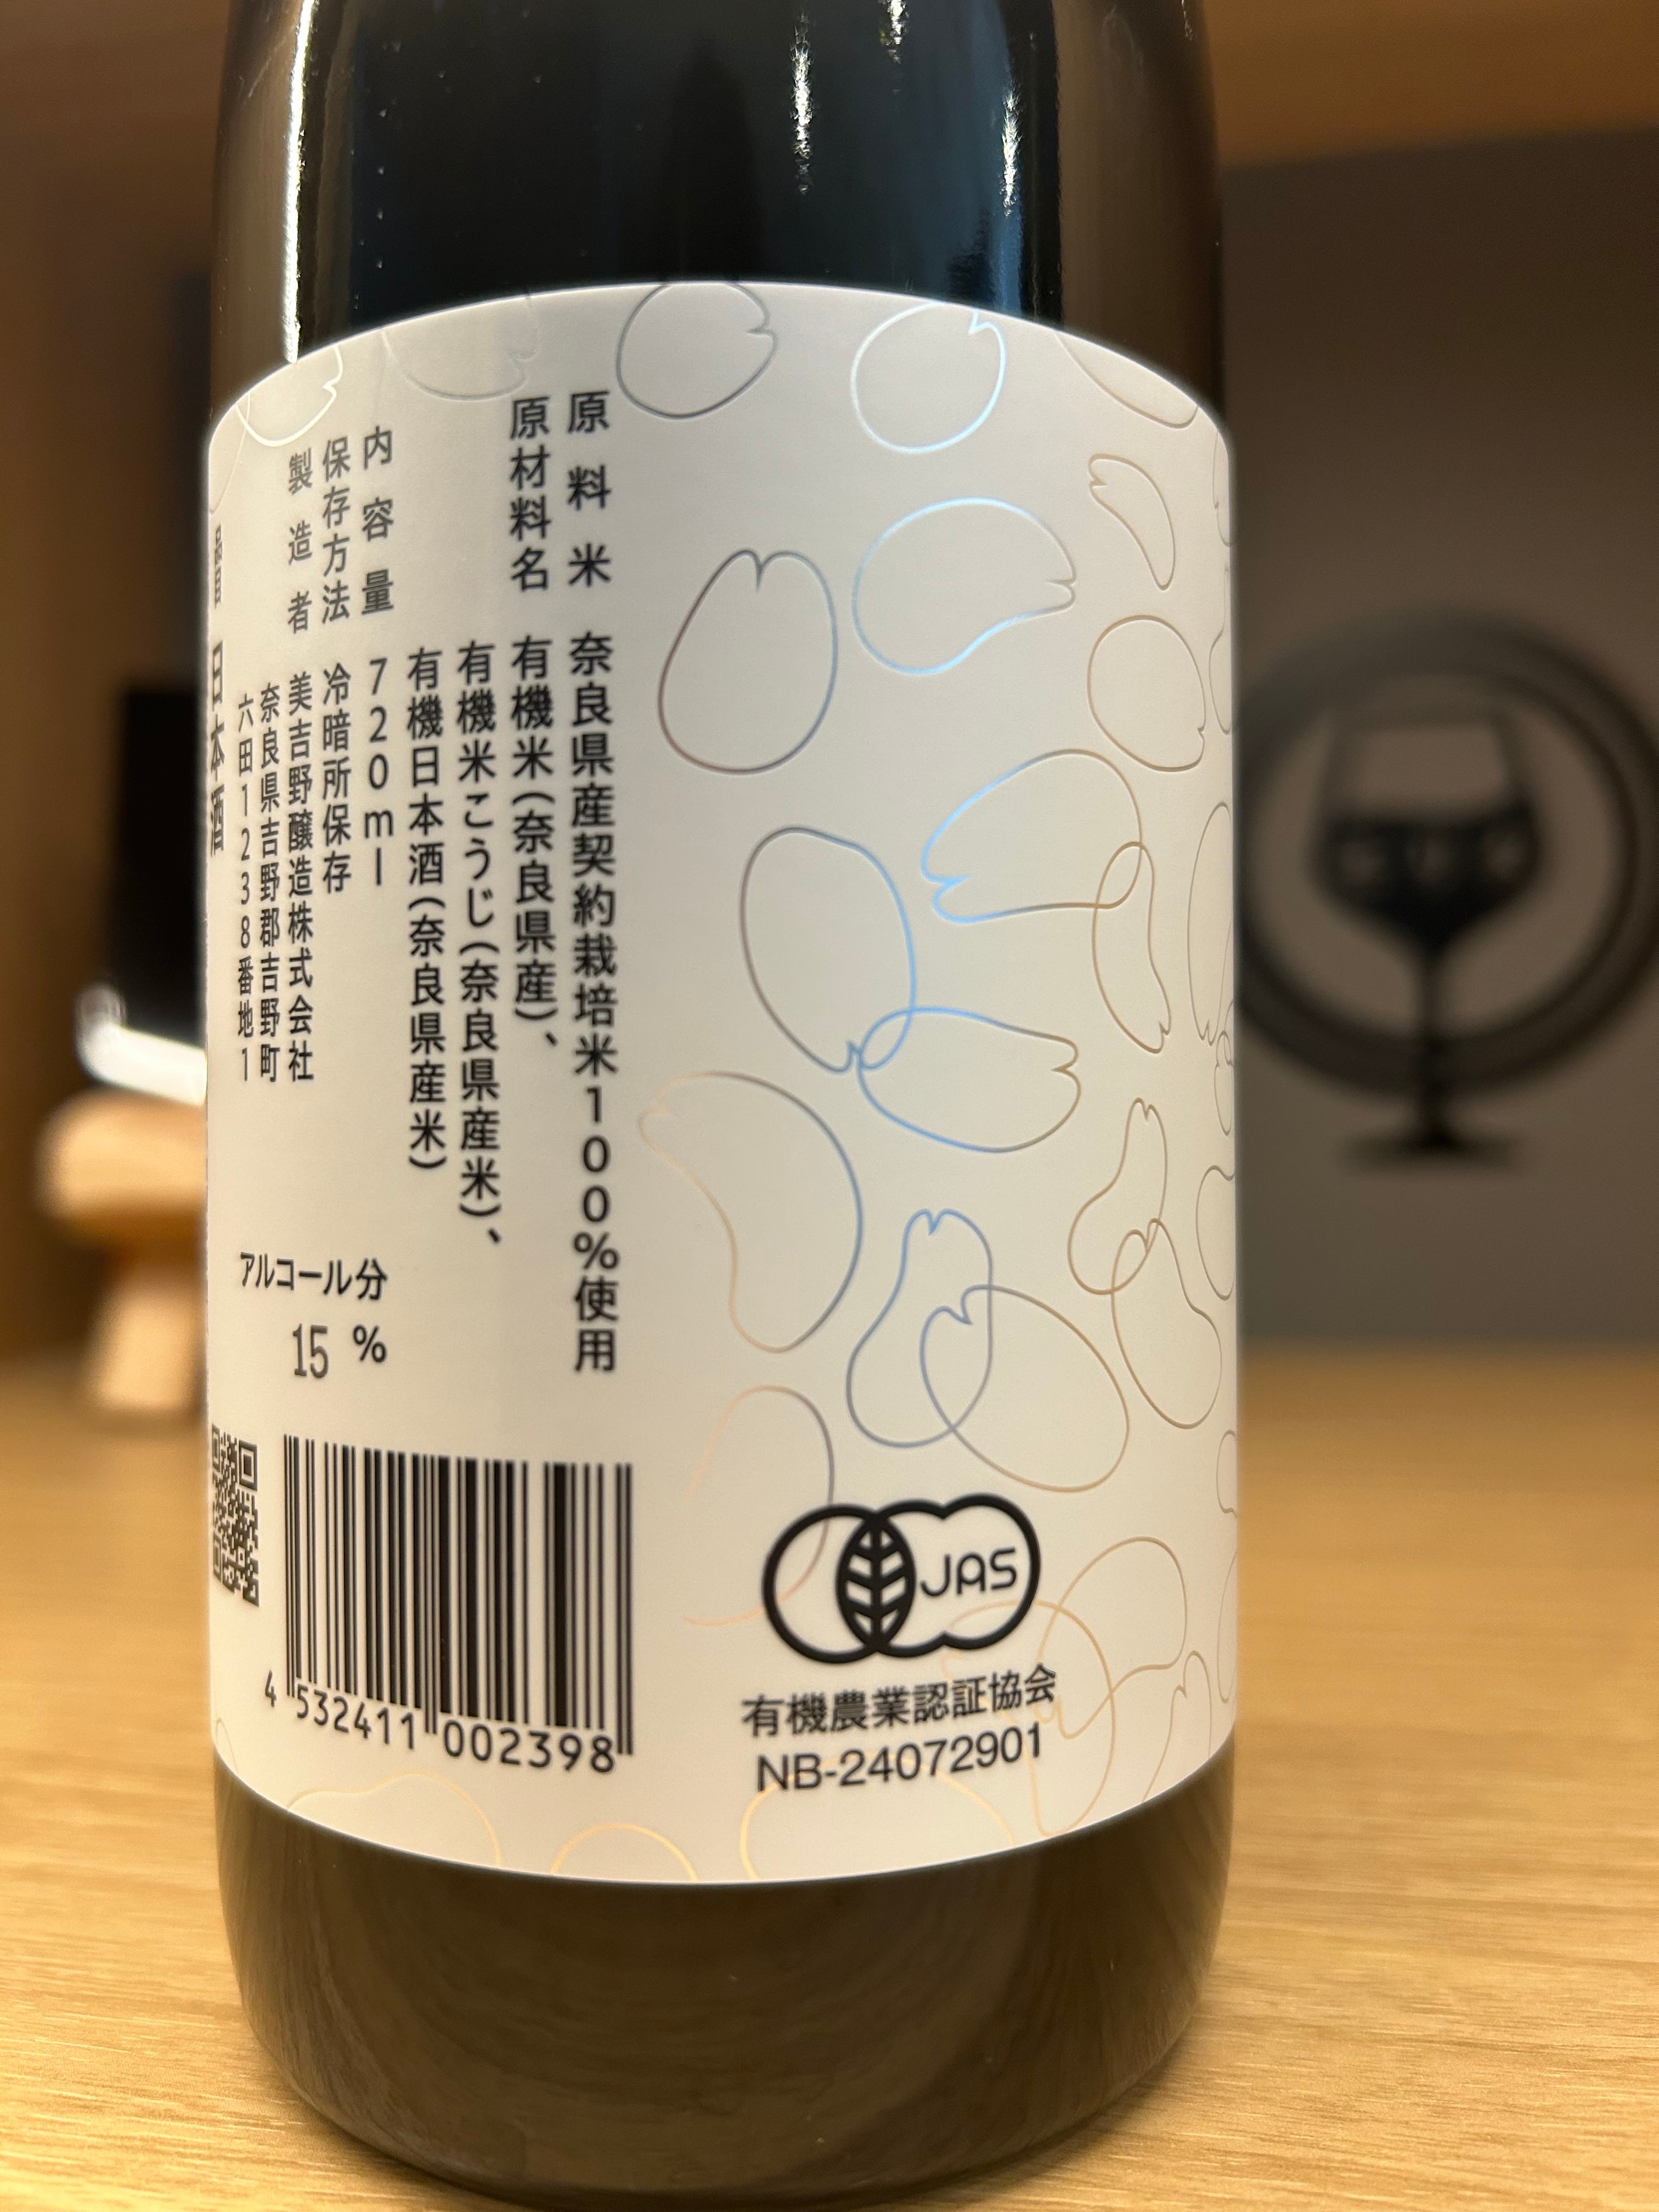 原料米 奈良県産契約栽培米100%使用
原材料名 有機米(奈良県産)、
有機米こうじ(奈良県産米)、
有機日本酒(奈良県産米)
内容量 720ml
保存方法 冷暗所保存
製造者 美吉野醸造株式会社
奈良県吉野郡吉野町
六田1238番地1
日本酒
アルコール分
15 %
4 532411 002398
JAS
有機農業認証協会
NB-24072901